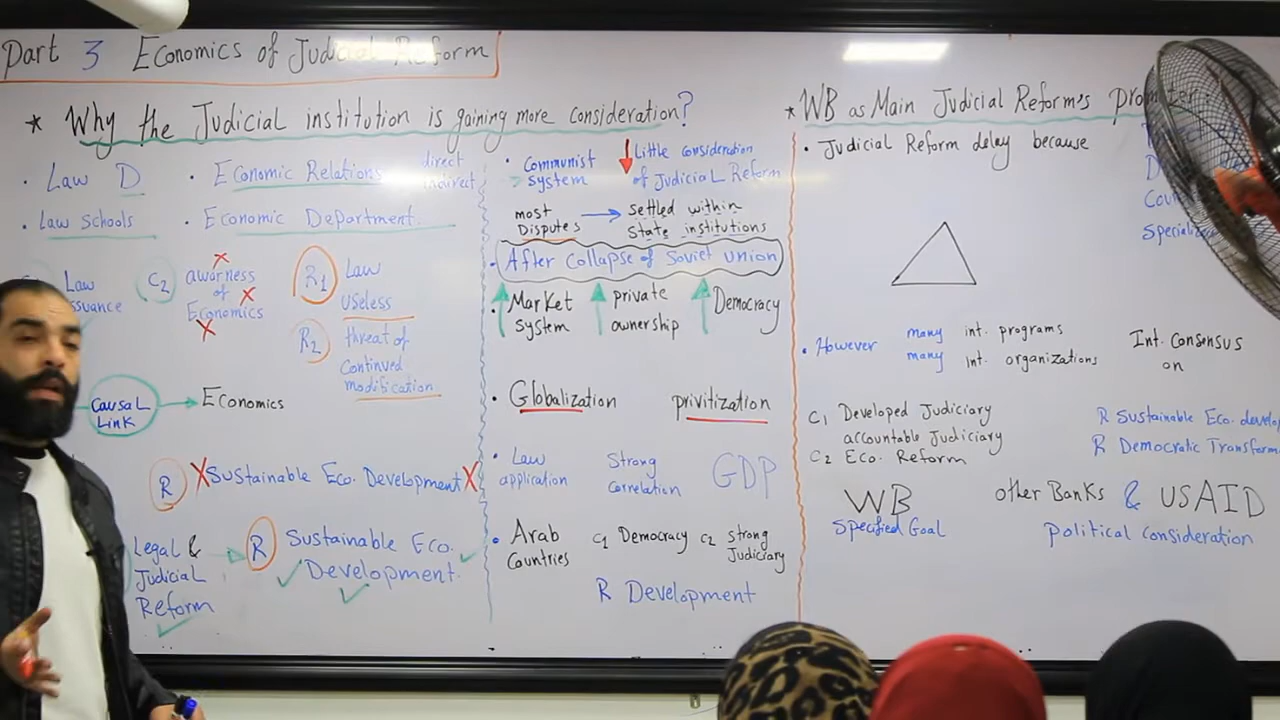 Part 3 Economics of Judicial Reform
* Why the Judicial institution is gaining more consideration?
• Law D • Economic Relations direct
indirect
• Law Schools • Economic Department.
Law
ssuance
C2 awarness
of
Economics
R1 Law
useless
R2 threat of
continued
modification
Causal
Link → Economics
R X Sustainable Eco. Development X
Legal &
Judicial
Reform
R Sustainable Eco.
Development.
• Communist
System
Little consideration
of Judicial Reform
most
Disputes → settled within
state institutions
• After Collapse of Soviet union
• Market
System
private
ownership
Democracy
• Globalization privitization
• Law
application
Strong
correlation
GDP
• Arab
Countries
C1 Democracy C2 strong
Judiciary
R Development
* WB as Main Judicial Reform's
• Judicial Reform delay because
• However many int. programs
many int. organizations
Int. consensus
on
C1 Developed Judiciary
accountable Judiciary
C2 Eco. Reform
R Sustainable Eco. develo
R Democratic Transform
WB
Specified Goal
other Banks & USAID
political consideration